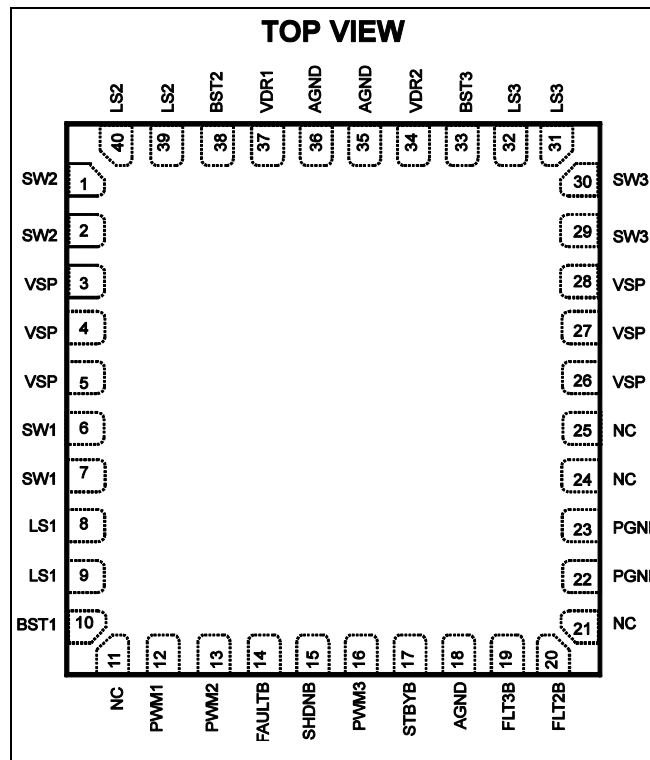 TOP VIEW
LS2 LS2 BST2 VDR1 AGND AGND VDR2 BST3 LS3 LS3
40 39 38 37 36 35 34 33 32 31
SW2 1 30 SW3
SW2 2 29 SW3
VSP 3 28 VSP
VSP 4 27 VSP
VSP 5 26 VSP
SW1 6 25 NC
SW1 7 24 NC
LS1 8 23 PGN
LS1 9 22 PGN
BST1 10 21 NC
11 12 13 14 15 16 17 18 19 20
NC PWM1 PWM2 FAULTB SHDNB PWM3 STBYB AGND FLT3B FLT2B